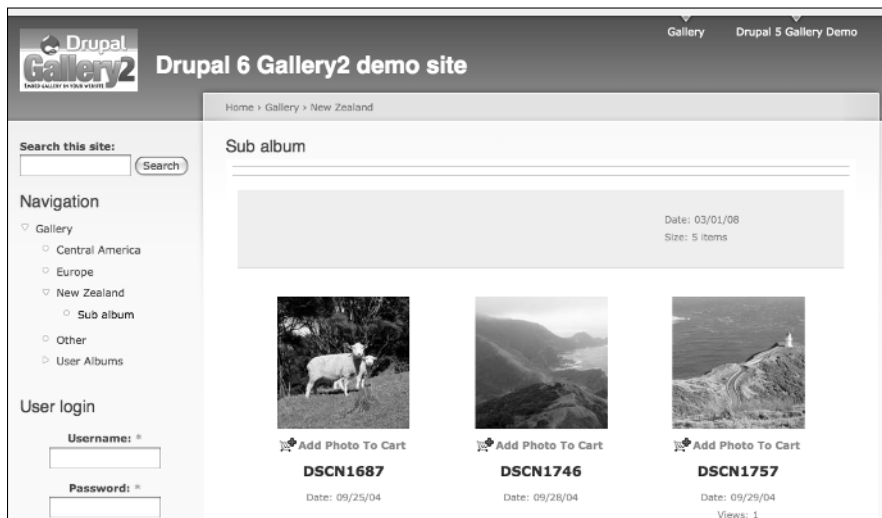 Gallery
Drupal 5 Gallery Demo
Drupal
Gallery2
EMBED GALLERY IN YOUR WEBSITE
Drupal 6 Gallery2 demo site
Home › Gallery › New Zealand
Search this site:
Search
Navigation
Gallery
Central America
Europe
New Zealand
Sub album
Other
User Albums
User login
Username: *
Password: *
Sub album
Date: 03/01/08
Size: 5 items
Add Photo To Cart
DSCN1687
Date: 09/25/04
Add Photo To Cart
DSCN1746
Date: 09/28/04
Add Photo To Cart
DSCN1757
Date: 09/29/04
Views: 1